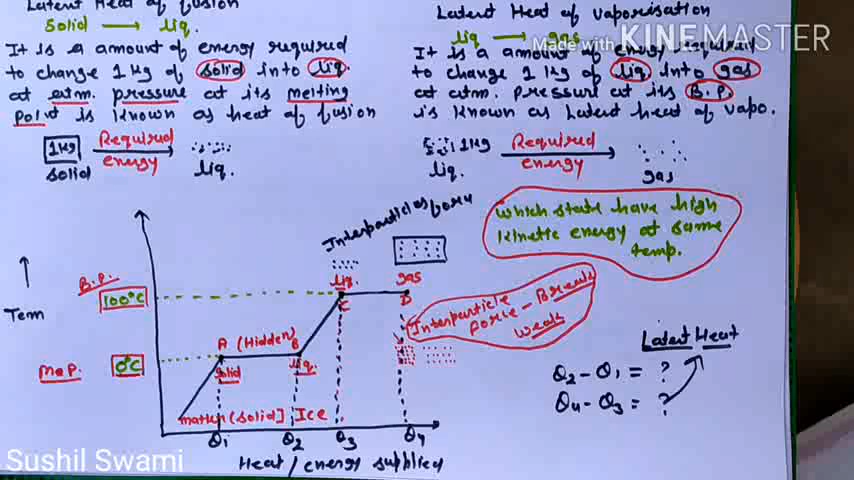 Latent Heat of fusion
Solid → liq.
It is a amount of energy required
to change 1 Kg of solid into liq.
at atm. pressure at its melting
point is known as heat of fusion
1Kg
solid
Required
energy
liq.
Latent Heat of vaporisation
liq → gas
It is a amount of energy required
to change 1 kg of liq. into gas
at atm. Pressure at its B.P.
is known as Latent heat of vapo.
1Kg
liq.
Required
energy
gas
Made with KINEMASTER
which state have high
kinetic energy at same
temp.
Interparticle
force - Break
weak
Latent Heat
Q2 - Q1 = ?
Q4 - Q3 = ?
Tem
B.P.
100°C
0°C
A (Hidden) B
solid
liq.
liq.
C
gas
D
matter (solid) Ice
Q1
Q2
Q3
Q4
Heat / energy supplied
Sushil Swami